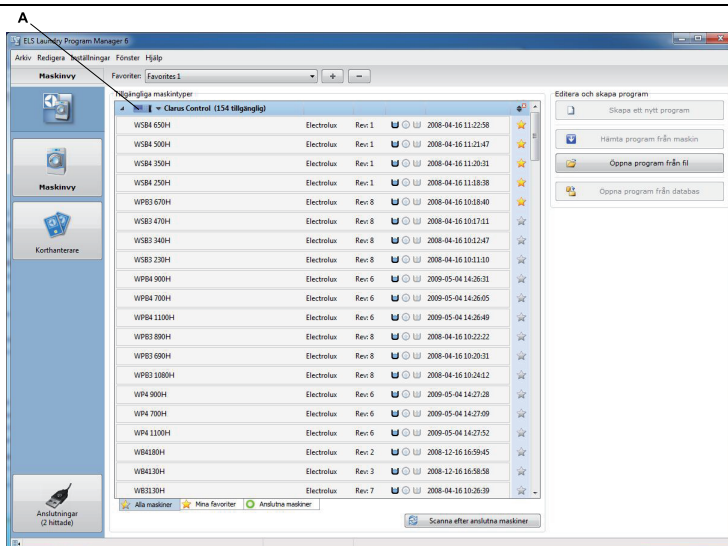 A
ELS Laundry Program Manager 6
Arkiv Redigera Inställningar Fönster Hjälp
Maskinvy
Favoriter: Favorites 1
Tillgängliga maskintyper
Clarus Control (154 tillgänglig)
WSB4 650H Electrolux Rev: 1 2008-04-16 11:22:58
WSB4 500H Electrolux Rev: 1 2008-04-16 11:21:47
WSB4 350H Electrolux Rev: 1 2008-04-16 11:20:31
WSB4 250H Electrolux Rev: 1 2008-04-16 11:18:38
WPB3 670H Electrolux Rev: 8 2008-04-16 10:18:40
WSB3 470H Electrolux Rev: 8 2008-04-16 10:17:11
WSB3 340H Electrolux Rev: 8 2008-04-16 10:12:47
WSB3 230H Electrolux Rev: 8 2008-04-16 10:11:10
WPB4 900H Electrolux Rev: 6 2009-05-04 14:26:31
WPB4 700H Electrolux Rev: 6 2009-05-04 14:26:05
WPB4 1100H Electrolux Rev: 6 2009-05-04 14:26:49
WPB3 890H Electrolux Rev: 8 2008-04-16 10:22:22
WPB3 690H Electrolux Rev: 8 2008-04-16 10:20:31
WPB3 1080H Electrolux Rev: 8 2008-04-16 10:24:12
WP4 900H Electrolux Rev: 6 2009-05-04 14:27:28
WP4 700H Electrolux Rev: 6 2009-05-04 14:27:09
WP4 1100H Electrolux Rev: 6 2009-05-04 14:27:52
WB4180H Electrolux Rev: 2 2008-12-16 16:59:45
WB4130H Electrolux Rev: 3 2008-12-16 16:58:58
WB3130H Electrolux Rev: 7 2008-04-16 10:26:39
Alla maskiner Mina favoriter Anslutna maskiner
Scanna efter anslutna maskiner
Editera och skapa program
Skapa ett nytt program
Hämta program från maskin
Öppna program från fil
Öppna program från databas
Maskinvy
Korthanterare
Anslutningar
(2 hittade)